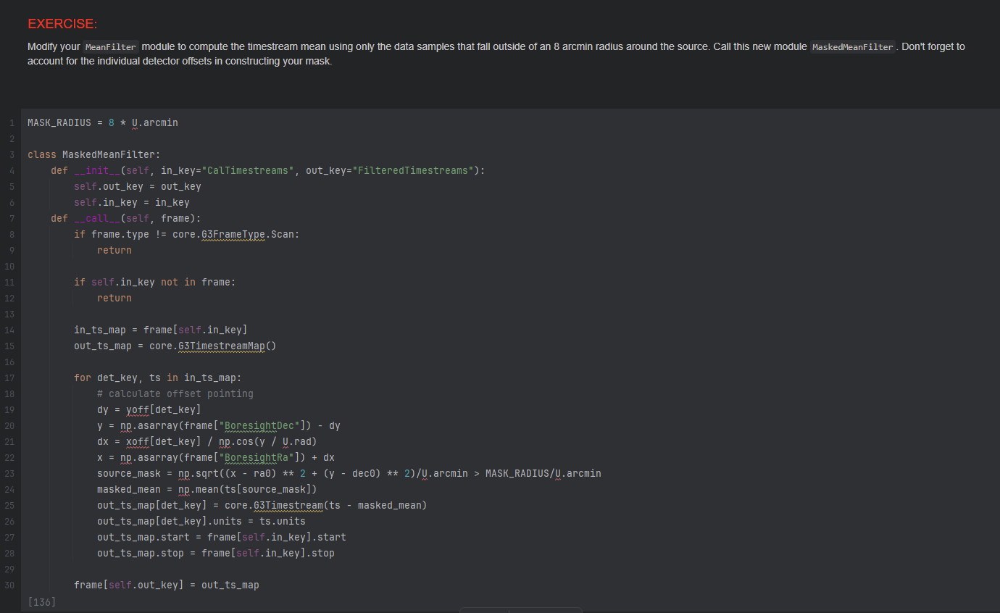 EXERCISE:
Modify your MeanFilter module to compute the timestream mean using only the data samples that fall outside of an 8 arcmin radius around the source. Call this new module MaskedMeanFilter. Don't forget to
account for the individual detector offsets in constructing your mask.
1 MASK_RADIUS = 8 * U.arcmin
2
3 class MaskedMeanFilter:
4     def __init__(self, in_key="CalTimestreams", out_key="FilteredTimestreams"):
5         self.out_key = out_key
6         self.in_key = in_key
7     def __call__(self, frame):
8         if frame.type != core.G3FrameType.Scan:
9             return
10
11         if self.in_key not in frame:
12             return
13
14         in_ts_map = frame[self.in_key]
15         out_ts_map = core.G3TimestreamMap()
16
17         for det_key, ts in in_ts_map:
18             # calculate offset pointing
19             dy = yoff[det_key]
20             y = np.asarray(frame["BoresightDec"]) - dy
21             dx = xoff[det_key] / np.cos(y / U.rad)
22             x = np.asarray(frame["BoresightRa"]) + dx
23             source_mask = np.sqrt((x - ra0) ** 2 + (y - dec0) ** 2)/U.arcmin > MASK_RADIUS/U.arcmin
24             masked_mean = np.mean(ts[source_mask])
25             out_ts_map[det_key] = core.G3Timestream(ts - masked_mean)
26             out_ts_map[det_key].units = ts.units
27             out_ts_map.start = frame[self.in_key].start
28             out_ts_map.stop = frame[self.in_key].stop
29
30         frame[self.out_key] = out_ts_map
[136]